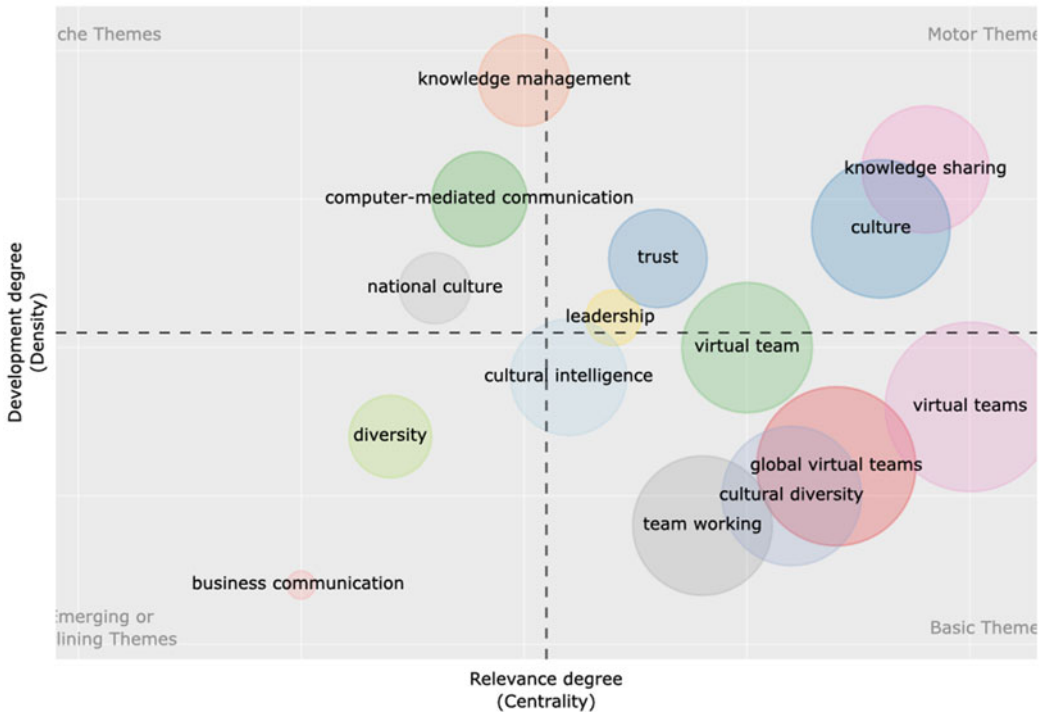 che Themes
Motor Theme
knowledge management
knowledge sharing
computer-mediated communication
culture
trust
national culture
leadership
virtual team
cultural intelligence
virtual teams
diversity
global virtual teams
cultural diversity
team working
business communication
Emerging or
lining Themes
Basic Theme
Development degree
(Density)
Relevance degree
(Centrality)